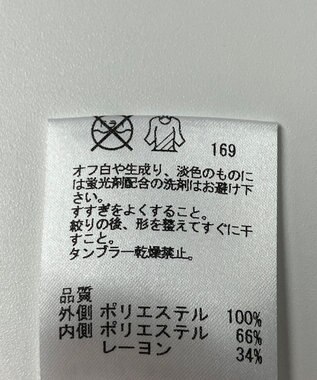 169
オフ白や生成り、淡色のものに
は蛍光剤配合の洗剤はお避け下
さい。
すすぎをよくすること。
絞りの後、形を整えてすぐに干
すこと。
タンブラー乾燥禁止。
品質
外側 ポリエステル 100%
内側 ポリエステル 66%
レーヨン 34%